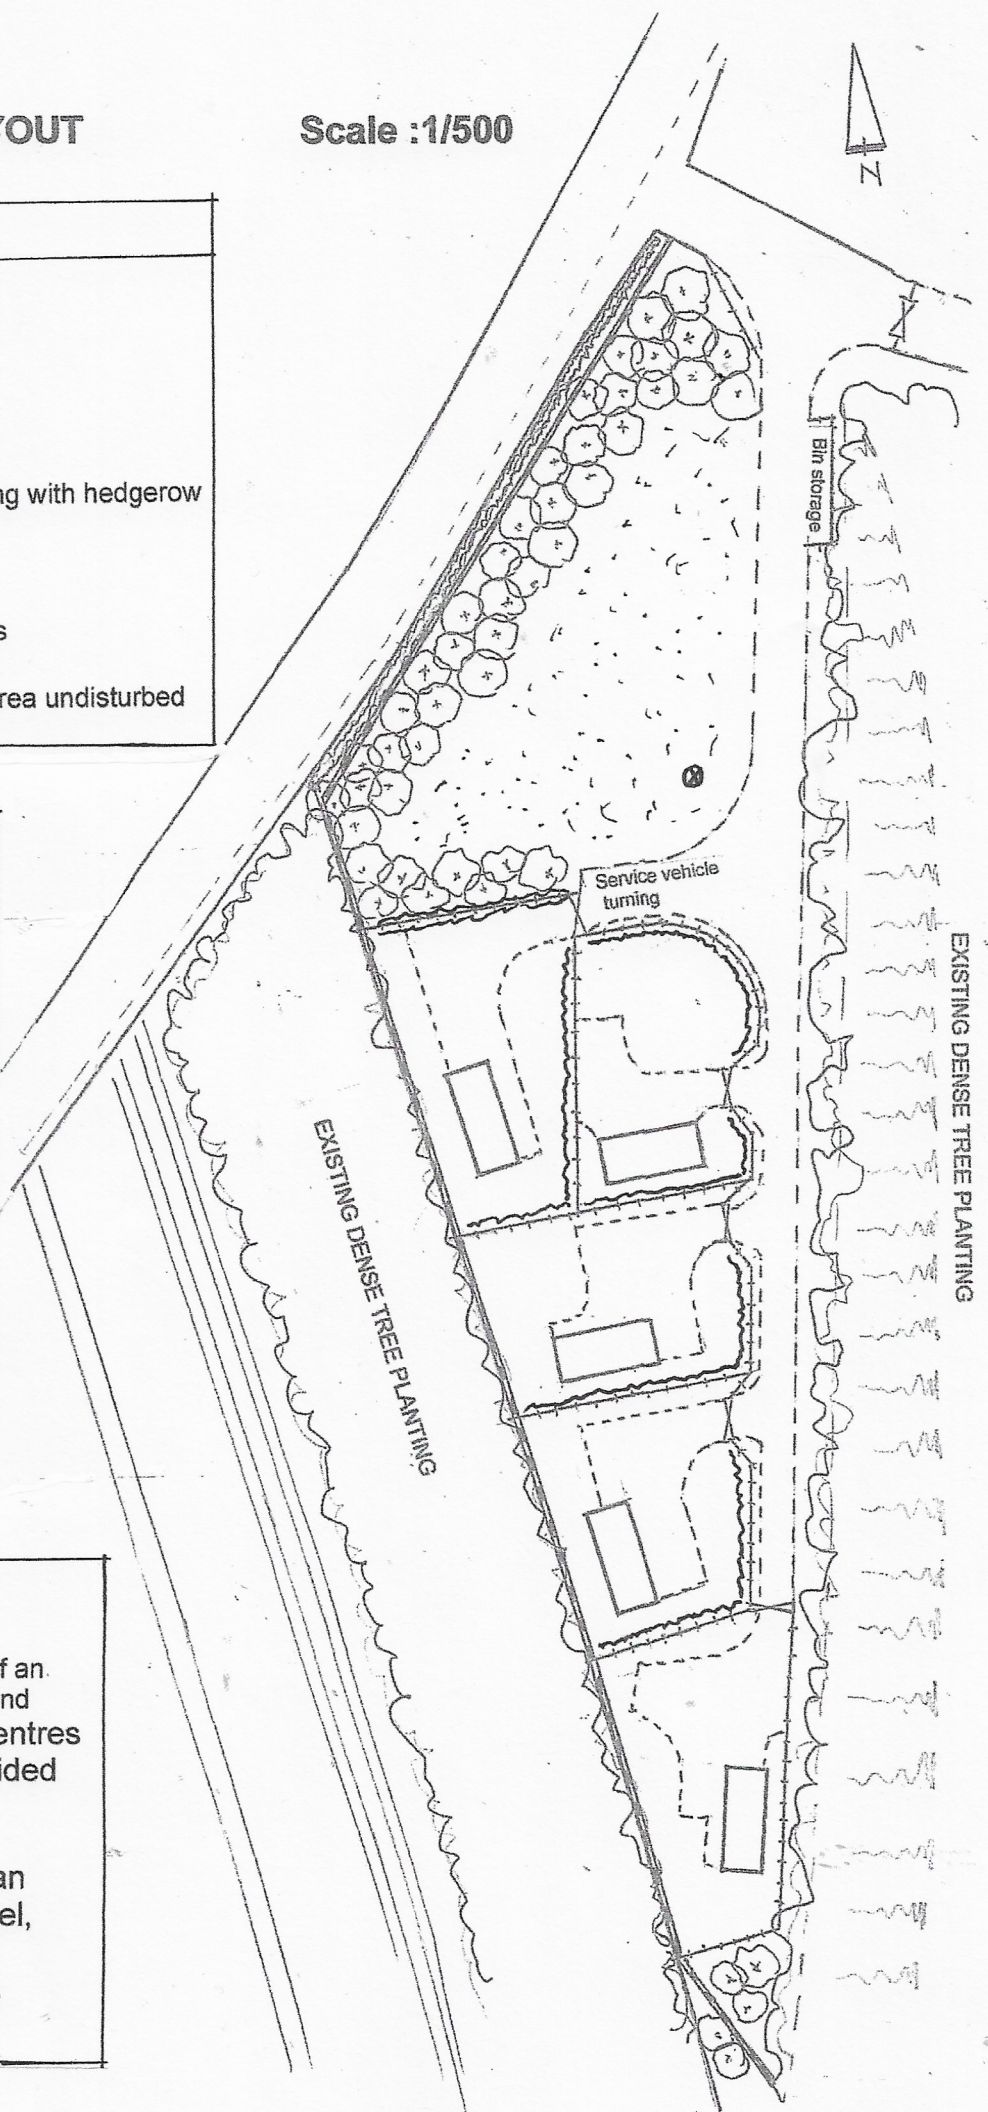 YOUT
Scale :1/500
N
ng with hedgerow
s
rea undisturbed
Bin storage
Service vehicle
turning
EXISTING DENSE TREE PLANTING
EXISTING DENSE TREE PLANTING
f an
nd
entres
ided
an
el,